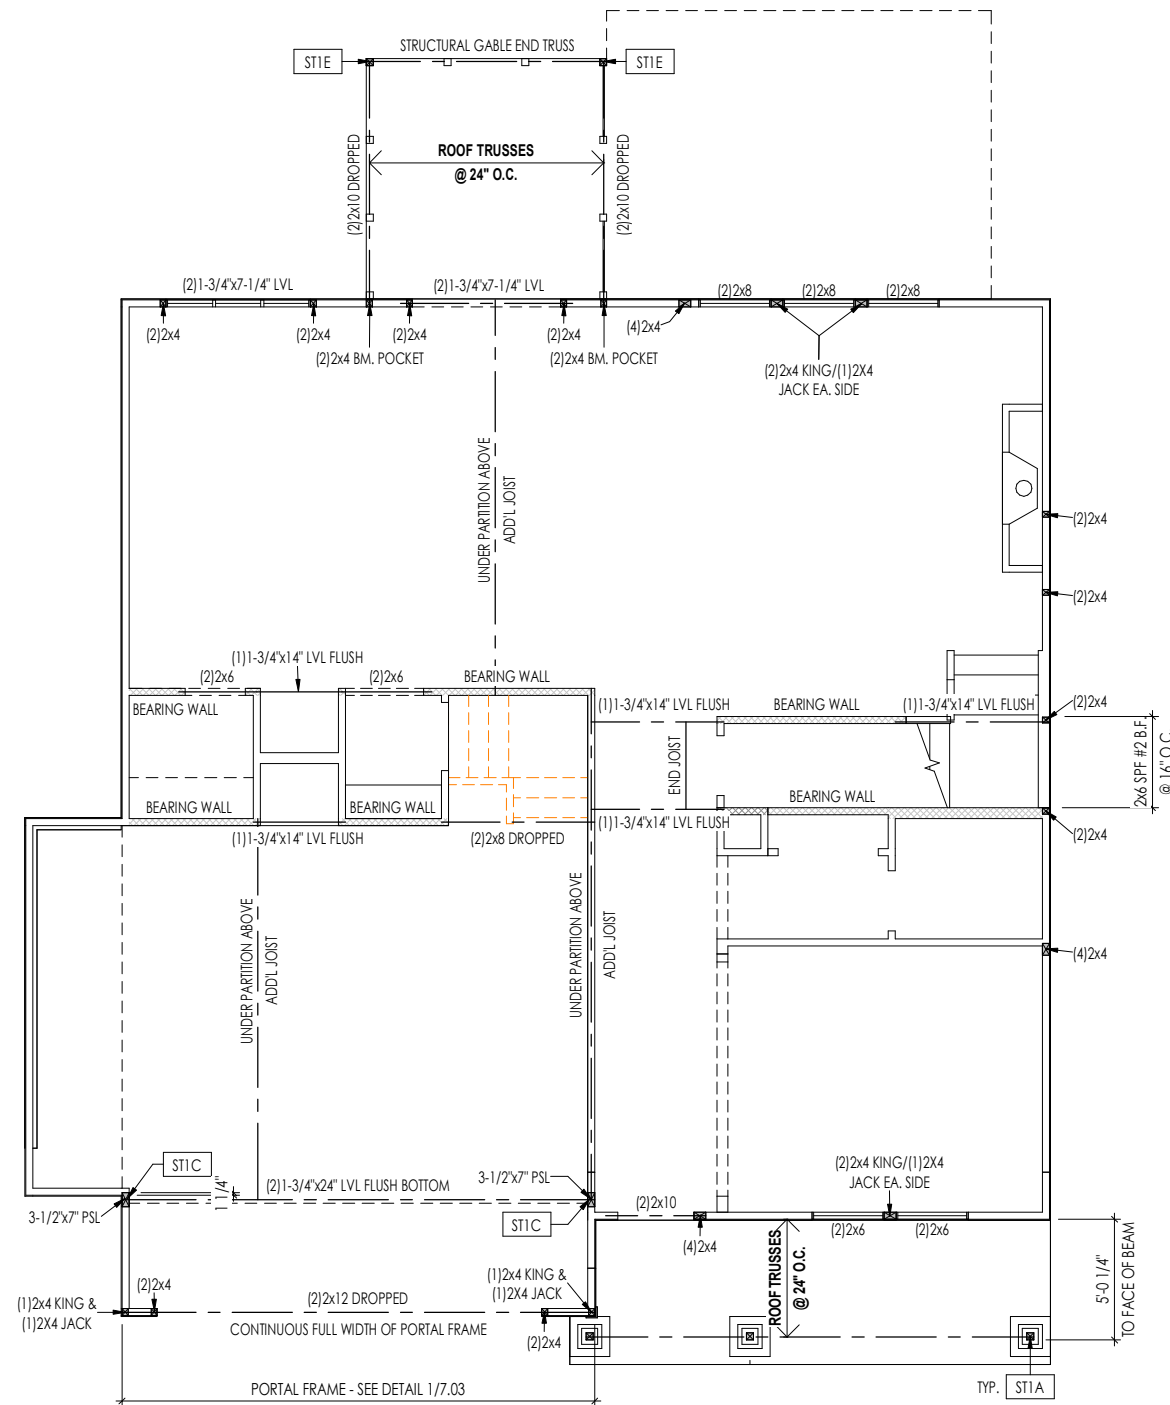 STRUCTURAL GABLE END TRUSS
ST1E
ST1E
(2)2x10 DROPPED
ROOF TRUSSES
@ 24" O.C.
(2)2x10 DROPPED
(2)1-3/4"x7-1/4" LVL
(2)1-3/4"x7-1/4" LVL
(2)2x8
(2)2x8
(2)2x8
(2)2x4
(2)2x4
(2)2x4
(2)2x4
(4)2x4
(2)2x4 BM. POCKET
(2)2x4 BM. POCKET
(2)2x4 KING/(1)2X4
JACK EA. SIDE
UNDER PARTITION ABOVE
ADD'L JOIST
(2)2x4
(2)2x4
(1)1-3/4"x14" LVL FLUSH
(2)2x6
(2)2x6
BEARING WALL
BEARING WALL
(1)1-3/4"x14" LVL FLUSH
BEARING WALL
(1)1-3/4"x14" LVL FLUSH
(2)2x4
END JOIST
2x6 SPF #2 B.F.
@ 16" O.C.
BEARING WALL
BEARING WALL
BEARING WALL
(1)1-3/4"x14" LVL FLUSH
(2)2x8 DROPPED
(1)1-3/4"x14" LVL FLUSH
(2)2x4
UNDER PARTITION ABOVE
ADD'L JOIST
UNDER PARTITION ABOVE
ADD'L JOIST
(4)2x4
ST1C
1 1/4"
(2)1-3/4"x24" LVL FLUSH BOTTOM
3-1/2"x7" PSL
3-1/2"x7" PSL
ST1C
(2)2x4 KING/(1)2X4
JACK EA. SIDE
(2)2x10
(4)2x4
(2)2x6
(2)2x6
ROOF TRUSSES
@ 24" O.C.
5'-0 1/4"
TO FACE OF BEAM
(1)2x4 KING &
(1)2X4 JACK
(2)2x4
(2)2x12 DROPPED
CONTINUOUS FULL WIDTH OF PORTAL FRAME
(1)2x4 KING &
(1)2X4 JACK
(2)2x4
PORTAL FRAME - SEE DETAIL 1/7.03
TYP.
ST1A